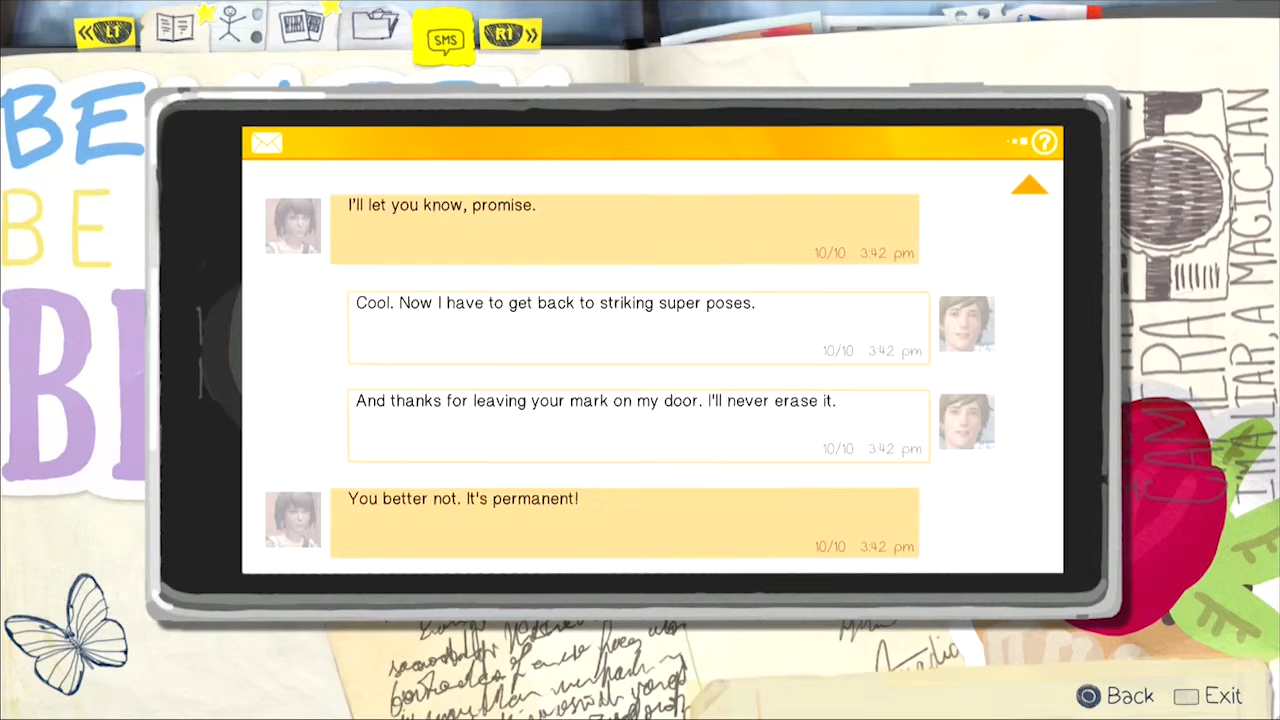 L1
SMS
R1
BE
BE
I'll let you know, promise.
10/10 3:42 pm
Cool. Now I have to get back to striking super poses.
10/10 3:42 pm
And thanks for leaving your mark on my door. I'll never erase it.
10/10 3:42 pm
You better not. It's permanent!
10/10 3:42 pm
CAMERA
LIAR, A MAGICIAN
Back
Exit